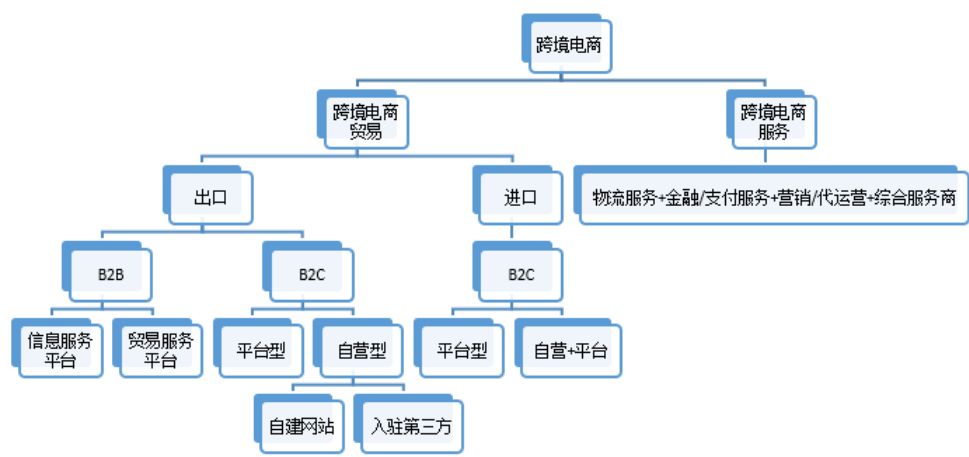 跨境电商
跨境电商
贸易
跨境电商
服务
出口
进口
物流服务+金融/支付服务+营销/代运营+综合服务商
B2B
B2C
B2C
信息服务
平台
贸易服务
平台
平台型
自营型
平台型
自营+平台
自建网站
入驻第三方